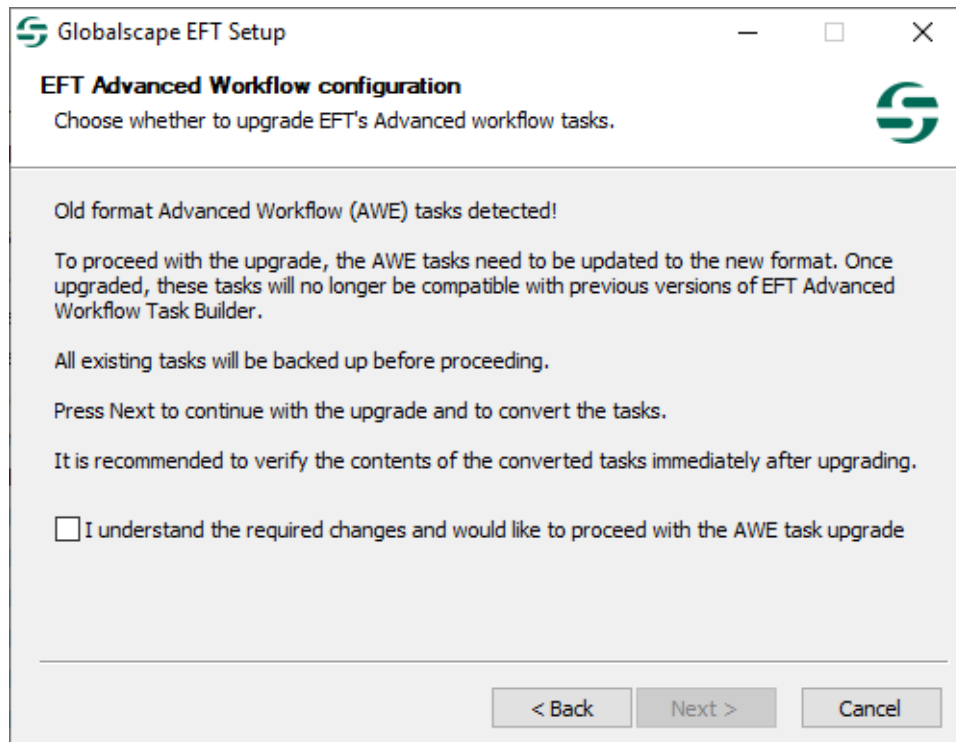 Globalscape EFT Setup
EFT Advanced Workflow configuration
Choose whether to upgrade EFT's Advanced workflow tasks.
Old format Advanced Workflow (AWE) tasks detected!
To proceed with the upgrade, the AWE tasks need to be updated to the new format. Once
upgraded, these tasks will no longer be compatible with previous versions of EFT Advanced
Workflow Task Builder.
All existing tasks will be backed up before proceeding.
Press Next to continue with the upgrade and to convert the tasks.
It is recommended to verify the contents of the converted tasks immediately after upgrading.
I understand the required changes and would like to proceed with the AWE task upgrade
< Back Next > Cancel